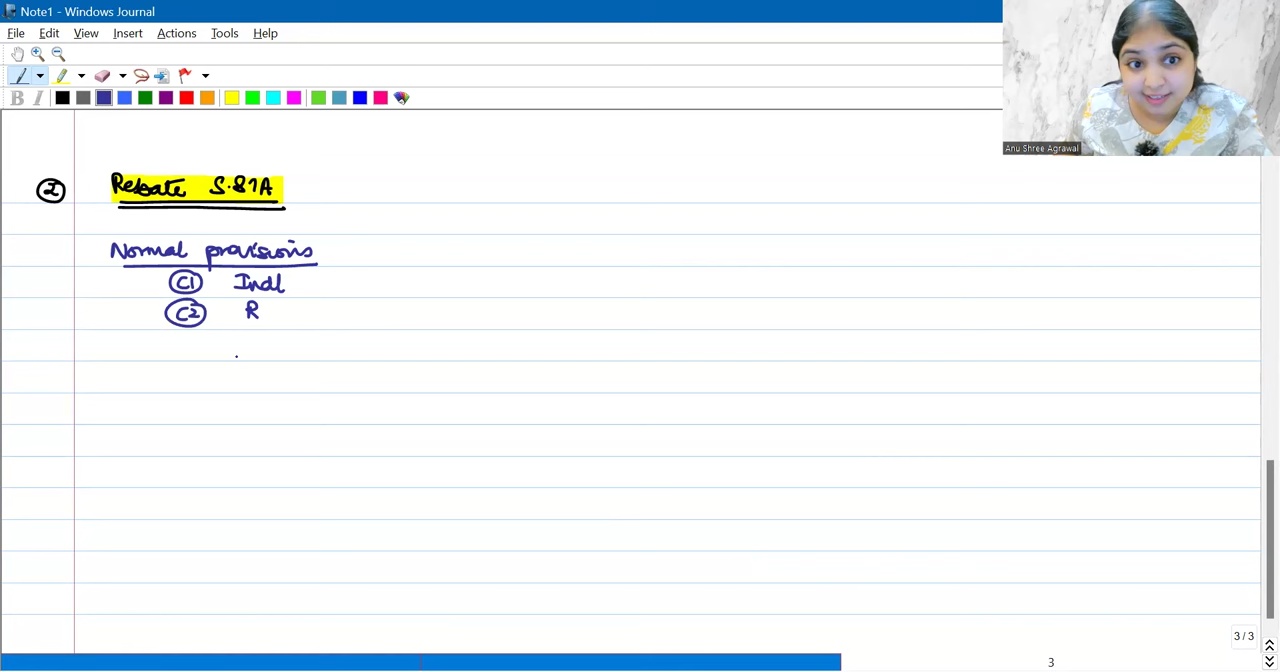 Note1 - Windows Journal
File Edit View Insert Actions Tools Help
B I
Anu Shree Agrawal
I Rebate S.87A
Normal provisions
C1 Indl
C2 R
3 / 3
3